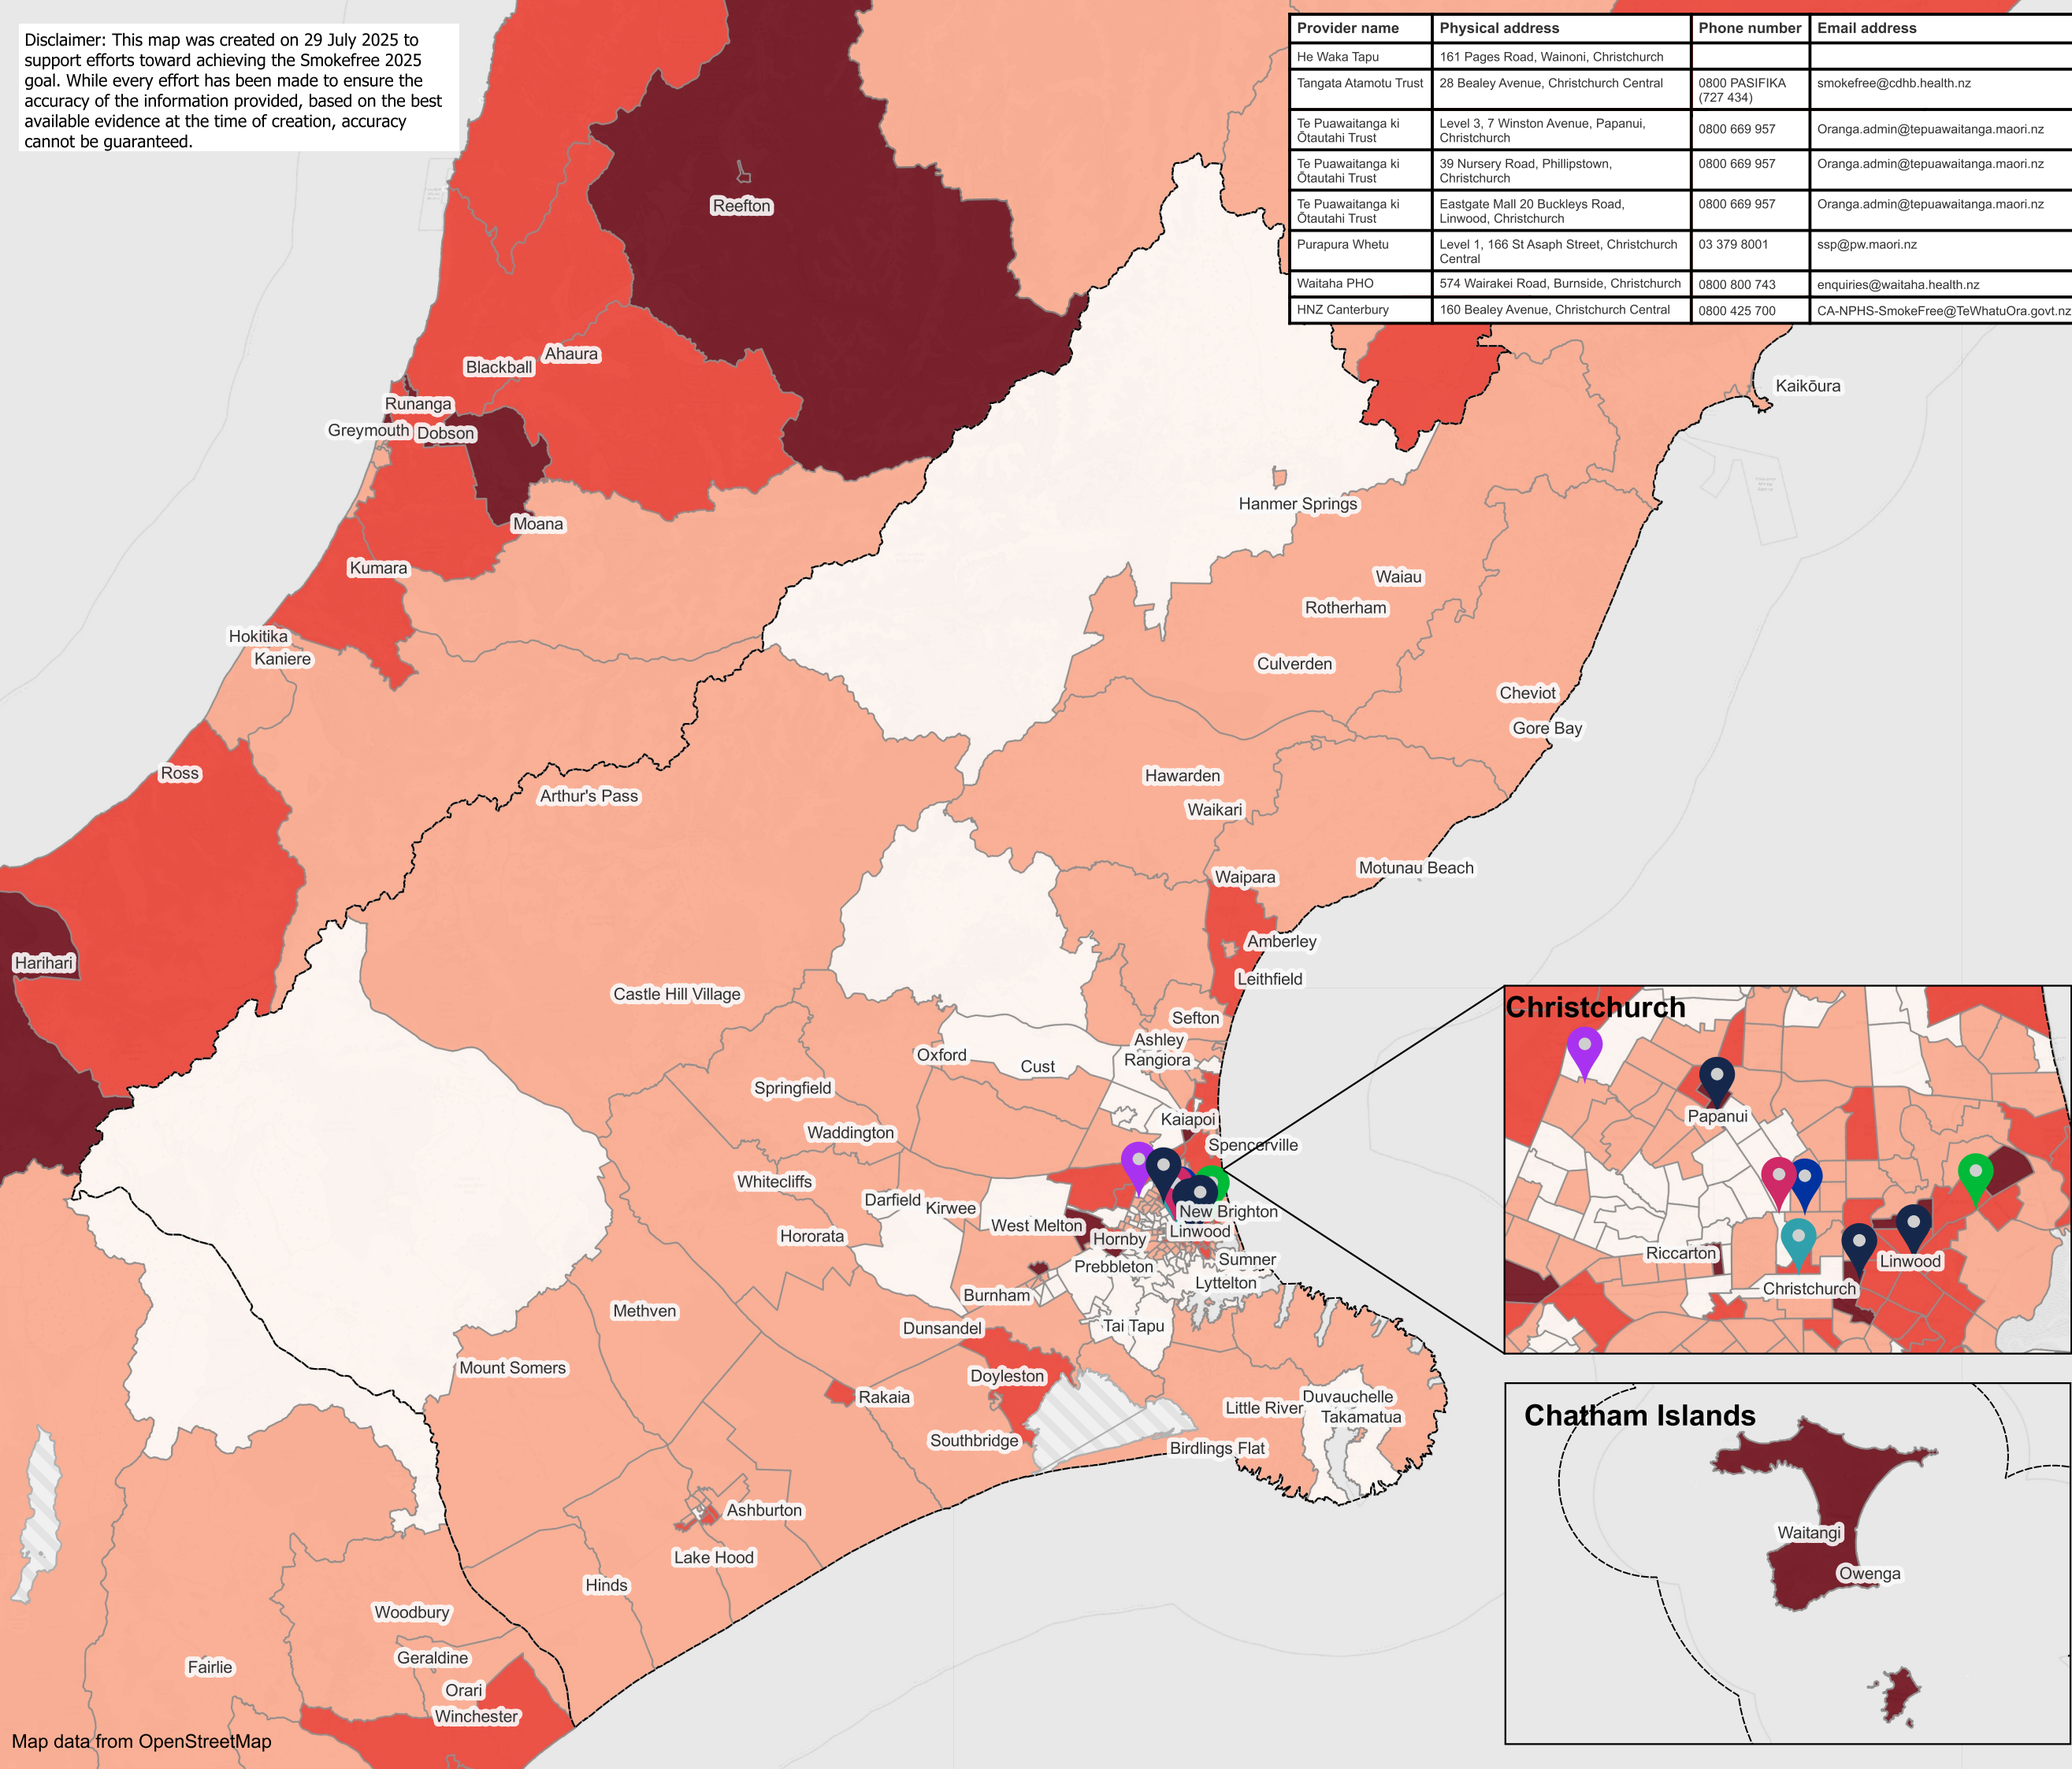 Disclaimer: This map was created on 29 July 2025 to
support efforts toward achieving the Smokefree 2025
goal. While every effort has been made to ensure the
accuracy of the information provided, based on the best
available evidence at the time of creation, accuracy
cannot be guaranteed.
Provider name Physical address Phone number Email address
He Waka Tapu 161 Pages Road, Wainoni, Christchurch
Tangata Atamotu Trust 28 Bealey Avenue, Christchurch Central 0800 PASIFIKA smokefree@cdhb.health.nz
(727 434)
Te Puawaitanga ki Level 3, 7 Winston Avenue, Papanui, 0800 669 957 Oranga.admin@tepuawaitanga.maori.nz
Ōtautahi Trust Christchurch
Te Puawaitanga ki 39 Nursery Road, Phillipstown, 0800 669 957 Oranga.admin@tepuawaitanga.maori.nz
Ōtautahi Trust Christchurch
Te Puawaitanga ki Eastgate Mall 20 Buckleys Road, 0800 669 957 Oranga.admin@tepuawaitanga.maori.nz
Ōtautahi Trust Linwood, Christchurch
Purapura Whetu Level 1, 166 St Asaph Street, Christchurch 03 379 8001 ssp@pw.maori.nz
Central
Waitaha PHO 574 Wairakei Road, Burnside, Christchurch 0800 800 743 enquiries@waitaha.health.nz
HNZ Canterbury 160 Bealey Avenue, Christchurch Central 0800 425 700 CA-NPHS-SmokeFree@TeWhatuOra.govt.nz
Reefton
Ahaura
Blackball
Kaikōura
Runanga
Greymouth
Dobson
Hanmer Springs
Moana
Kumara
Waiau
Rotherham
Hokitika
Kaniere
Culverden
Cheviot
Gore Bay
Ross
Hawarden
Arthur's Pass
Waikari
Motunau Beach
Waipara
Amberley
Harihari
Leithfield
Castle Hill Village
Sefton
Ashley
Oxford
Rangiora
Cust
Springfield
Kaiapoi
Waddington
Spencerville
Whitecliffs
Darfield
Kirwee
New Brighton
West Melton
Linwood
Hororata
Hornby
Sumner
Prebbleton
Lyttelton
Burnham
Methven
Tai Tapu
Dunsandel
Mount Somers
Doyleston
Rakaia
Duvauchelle
Little River
Takamatua
Southbridge
Birdlings Flat
Ashburton
Lake Hood
Hinds
Woodbury
Geraldine
Fairlie
Orari
Winchester
Christchurch
Papanui
Riccarton
Linwood
Christchurch
Chatham Islands
Waitangi
Owenga
Map data from OpenStreetMap